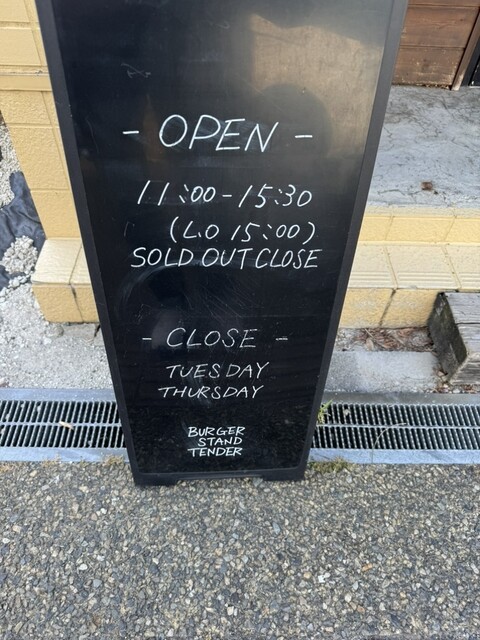 - OPEN -
11:00-15:30
(L.O 15:00)
SOLD OUT CLOSE
- CLOSE -
TUESDAY
THURSDAY
BURGER
STAND
TENDER